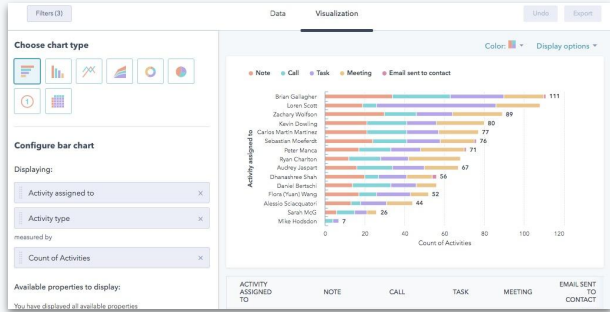 Filters (3)
Data
Visualization
Undo
Export
Choose chart type
1
Configure bar chart
Displaying:
Activity assigned to ×
Activity type ×
measured by
Count of Activities ×
Available properties to display:
You have displayed all available properties
Color:
Display options
Note Call Task Meeting Email sent to contact
Activity assigned to
Brian Gallagher 111
Loren Scott
Zachary Wolfson 89
Kevin Dowling 80
Carlos Martin Martinez 77
Sebastian Moeferdt 76
Peter Manca 71
Ryan Charlton
Audrey Jaspart 67
Dhanashree Shah 56
Daniel Bertschi
Flora (Yuan) Wang 52
Alessio Sciacquatori 44
Sarah McG 26
Mike Hodsdon 7
0 20 40 60 80 100 120
Count of Activities
ACTIVITY ASSIGNED TO
NOTE
CALL
TASK
MEETING
EMAIL SENT TO CONTACT